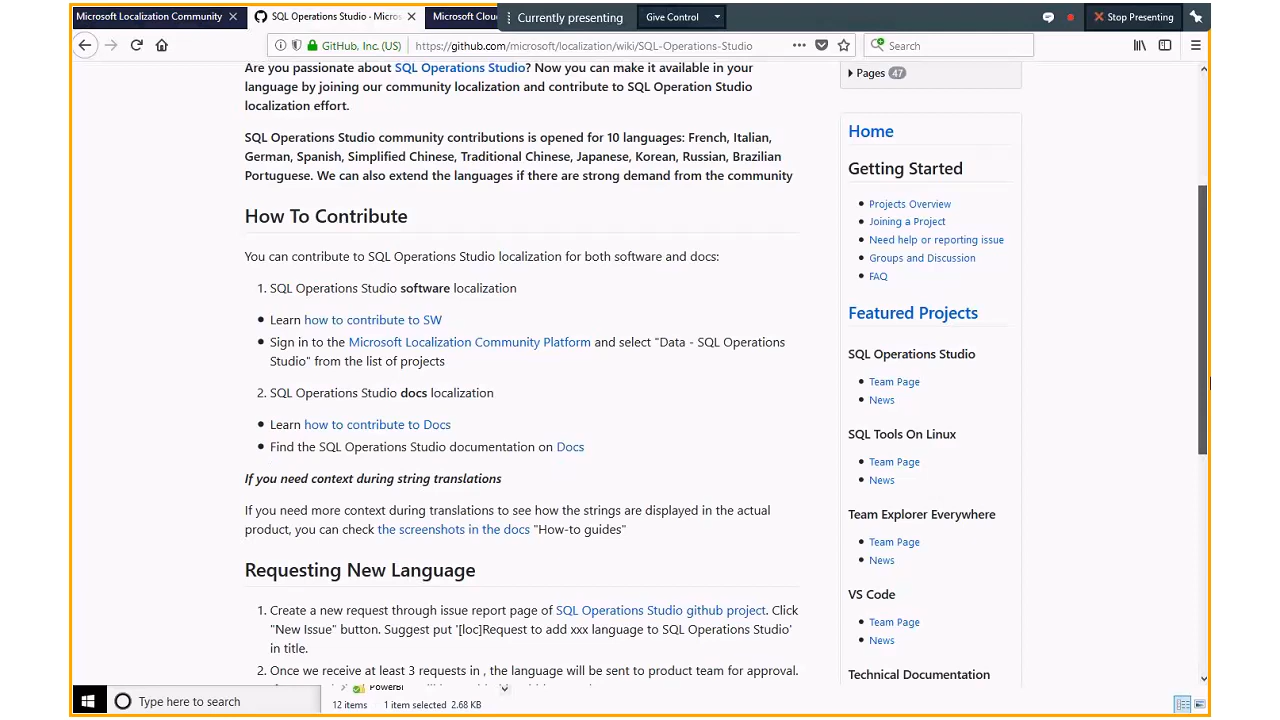 Microsoft Localization Community
SQL Operations Studio - Micros
Microsoft Clou
Currently presenting
Give Control
Stop Presenting
GitHub, Inc. (US)
https://github.com/microsoft/localization/wiki/SQL-Operations-Studio
Search
Are you passionate about SQL Operations Studio? Now you can make it available in your
language by joining our community localization and contribute to SQL Operation Studio
localization effort.
SQL Operations Studio community contributions is opened for 10 languages: French, Italian,
German, Spanish, Simplified Chinese, Traditional Chinese, Japanese, Korean, Russian, Brazilian
Portuguese. We can also extend the languages if there are strong demand from the community
How To Contribute
You can contribute to SQL Operations Studio localization for both software and docs:
1. SQL Operations Studio software localization
Learn how to contribute to SW
Sign in to the Microsoft Localization Community Platform and select "Data - SQL Operations
Studio" from the list of projects
2. SQL Operations Studio docs localization
Learn how to contribute to Docs
Find the SQL Operations Studio documentation on Docs
If you need context during string translations
If you need more context during translations to see how the strings are displayed in the actual
product, you can check the screenshots in the docs "How-to guides"
Requesting New Language
1. Create a new request through issue report page of SQL Operations Studio github project. Click
"New Issue" button. Suggest put '[loc]Request to add xxx language to SQL Operations Studio'
in title.
2. Once we receive at least 3 requests in , the language will be sent to product team for approval.
Pages 47
Home
Getting Started
Projects Overview
Joining a Project
Need help or reporting issue
Groups and Discussion
FAQ
Featured Projects
SQL Operations Studio
Team Page
News
SQL Tools On Linux
Team Page
News
Team Explorer Everywhere
Team Page
News
VS Code
Team Page
News
Technical Documentation
PowerBI
Type here to search
12 items
1 item selected 2.68 KB